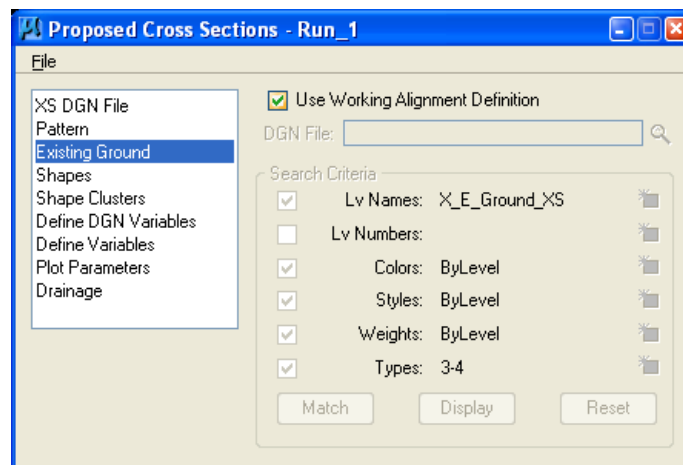 Proposed Cross Sections - Run_1
File
XS DGN File
Pattern
Existing Ground
Shapes
Shape Clusters
Define DGN Variables
Define Variables
Plot Parameters
Drainage
Use Working Alignment Definition
DGN File:
Search Criteria
Lv Names: X_E_Ground_XS
Lv Numbers:
Colors: ByLevel
Styles: ByLevel
Weights: ByLevel
Types: 3-4
Match Display Reset